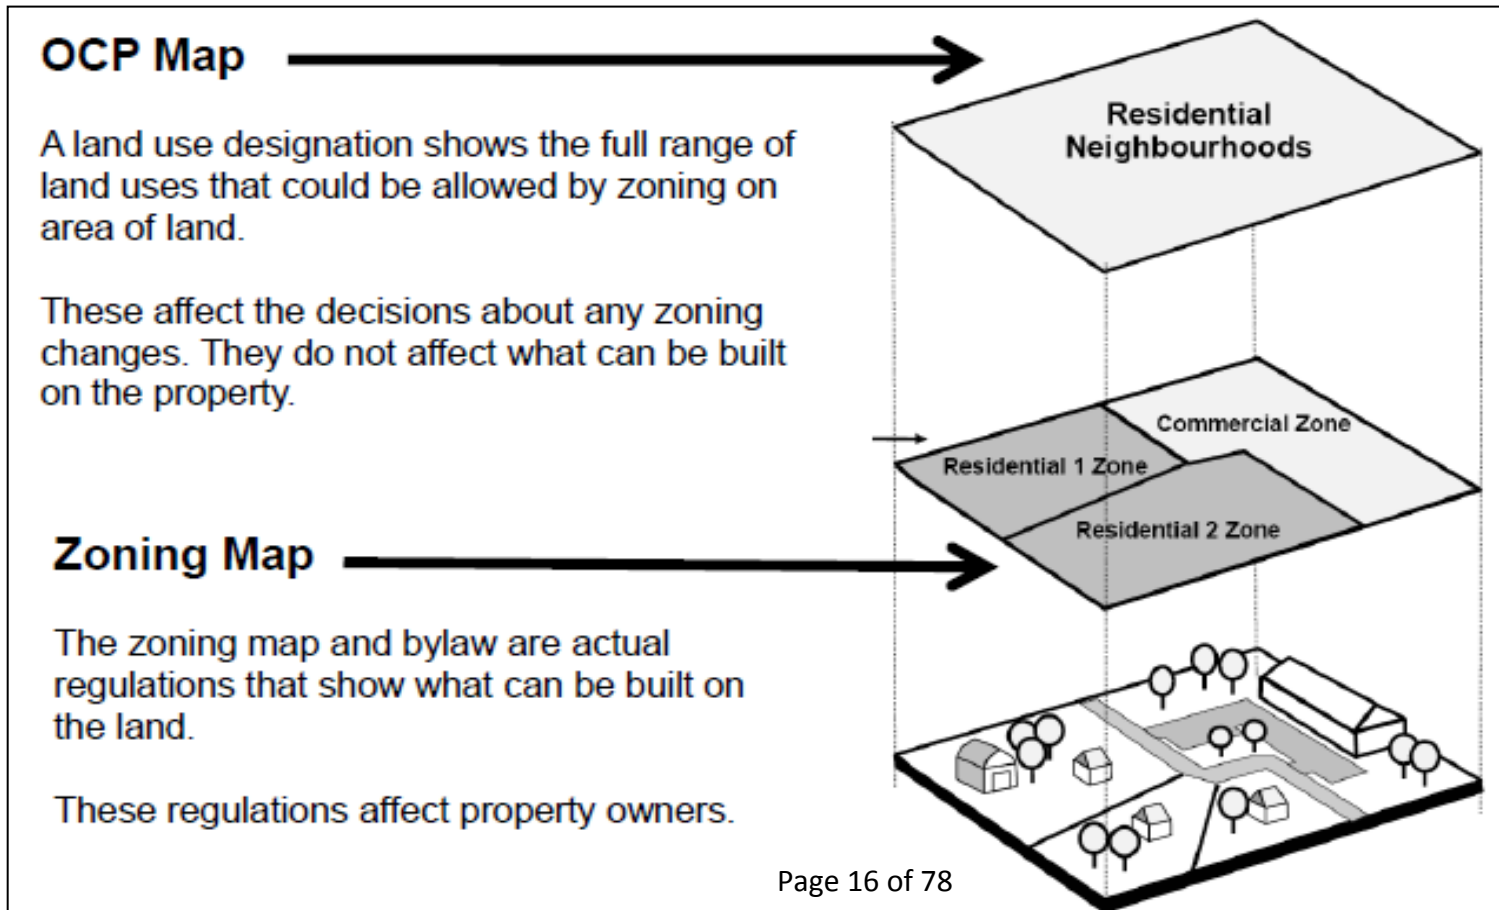 OCP Map
A land use designation shows the full range of
land uses that could be allowed by zoning on
area of land.
These affect the decisions about any zoning
changes. They do not affect what can be built
on the property.
Residential
Neighbourhoods
Commercial Zone
Residential 1 Zone
Residential 2 Zone
Zoning Map
The zoning map and bylaw are actual
regulations that show what can be built on
the land.
These regulations affect property owners.
Page 16 of 78